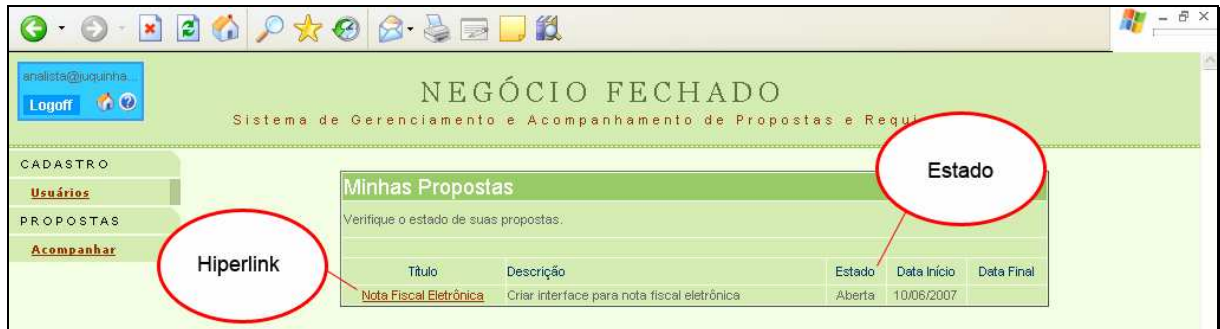 analista@juquinha...
Logoff
NEGÓCIO FECHADO
Sistema de Gerenciamento e Acompanhamento de Propostas e
CADASTRO
Usuários
PROPOSTAS
Acompanhar
Hiperlink
Estado
Minhas Propostas
Verifique o estado de suas propostas.
Título Descrição Estado Data Início Data Final
Nota Fiscal Eletrônica Criar interface para nota fiscal eletrônica Aberta 10/06/2007